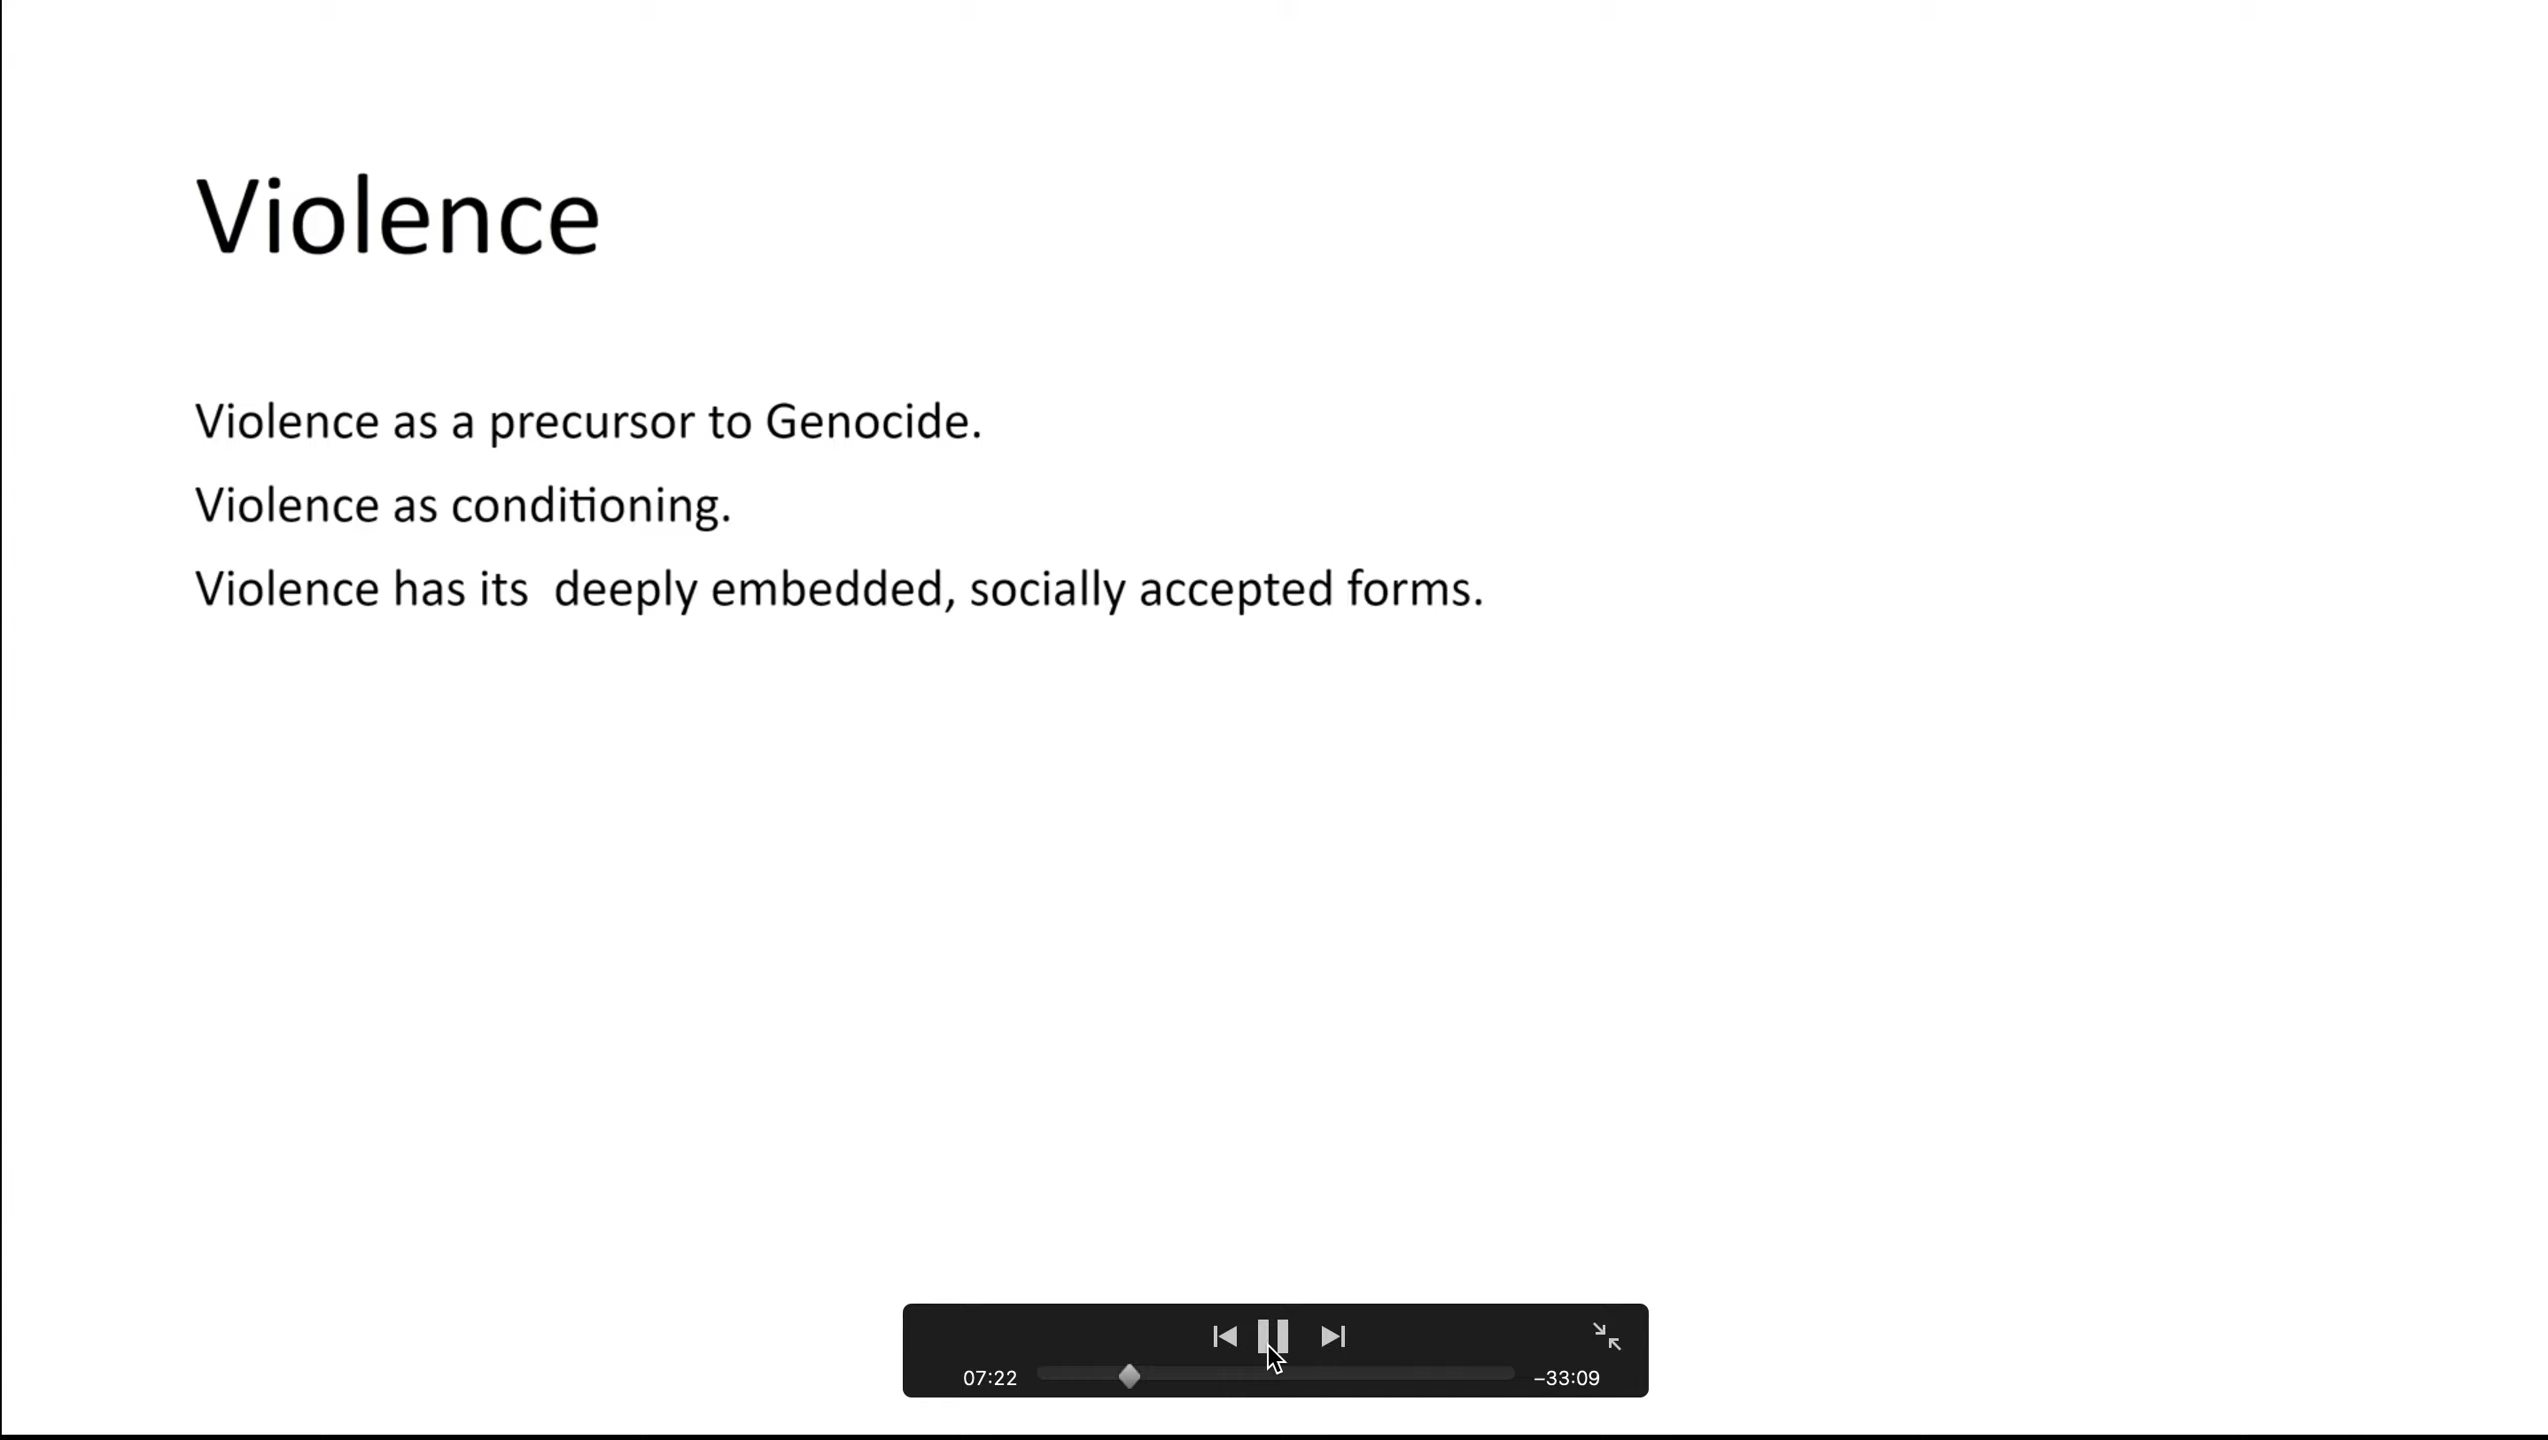 Violence
Violence as a precursor to Genocide.
Violence as conditioning.
Violence has its  deeply embedded, socially accepted forms.
07:22
–33:09